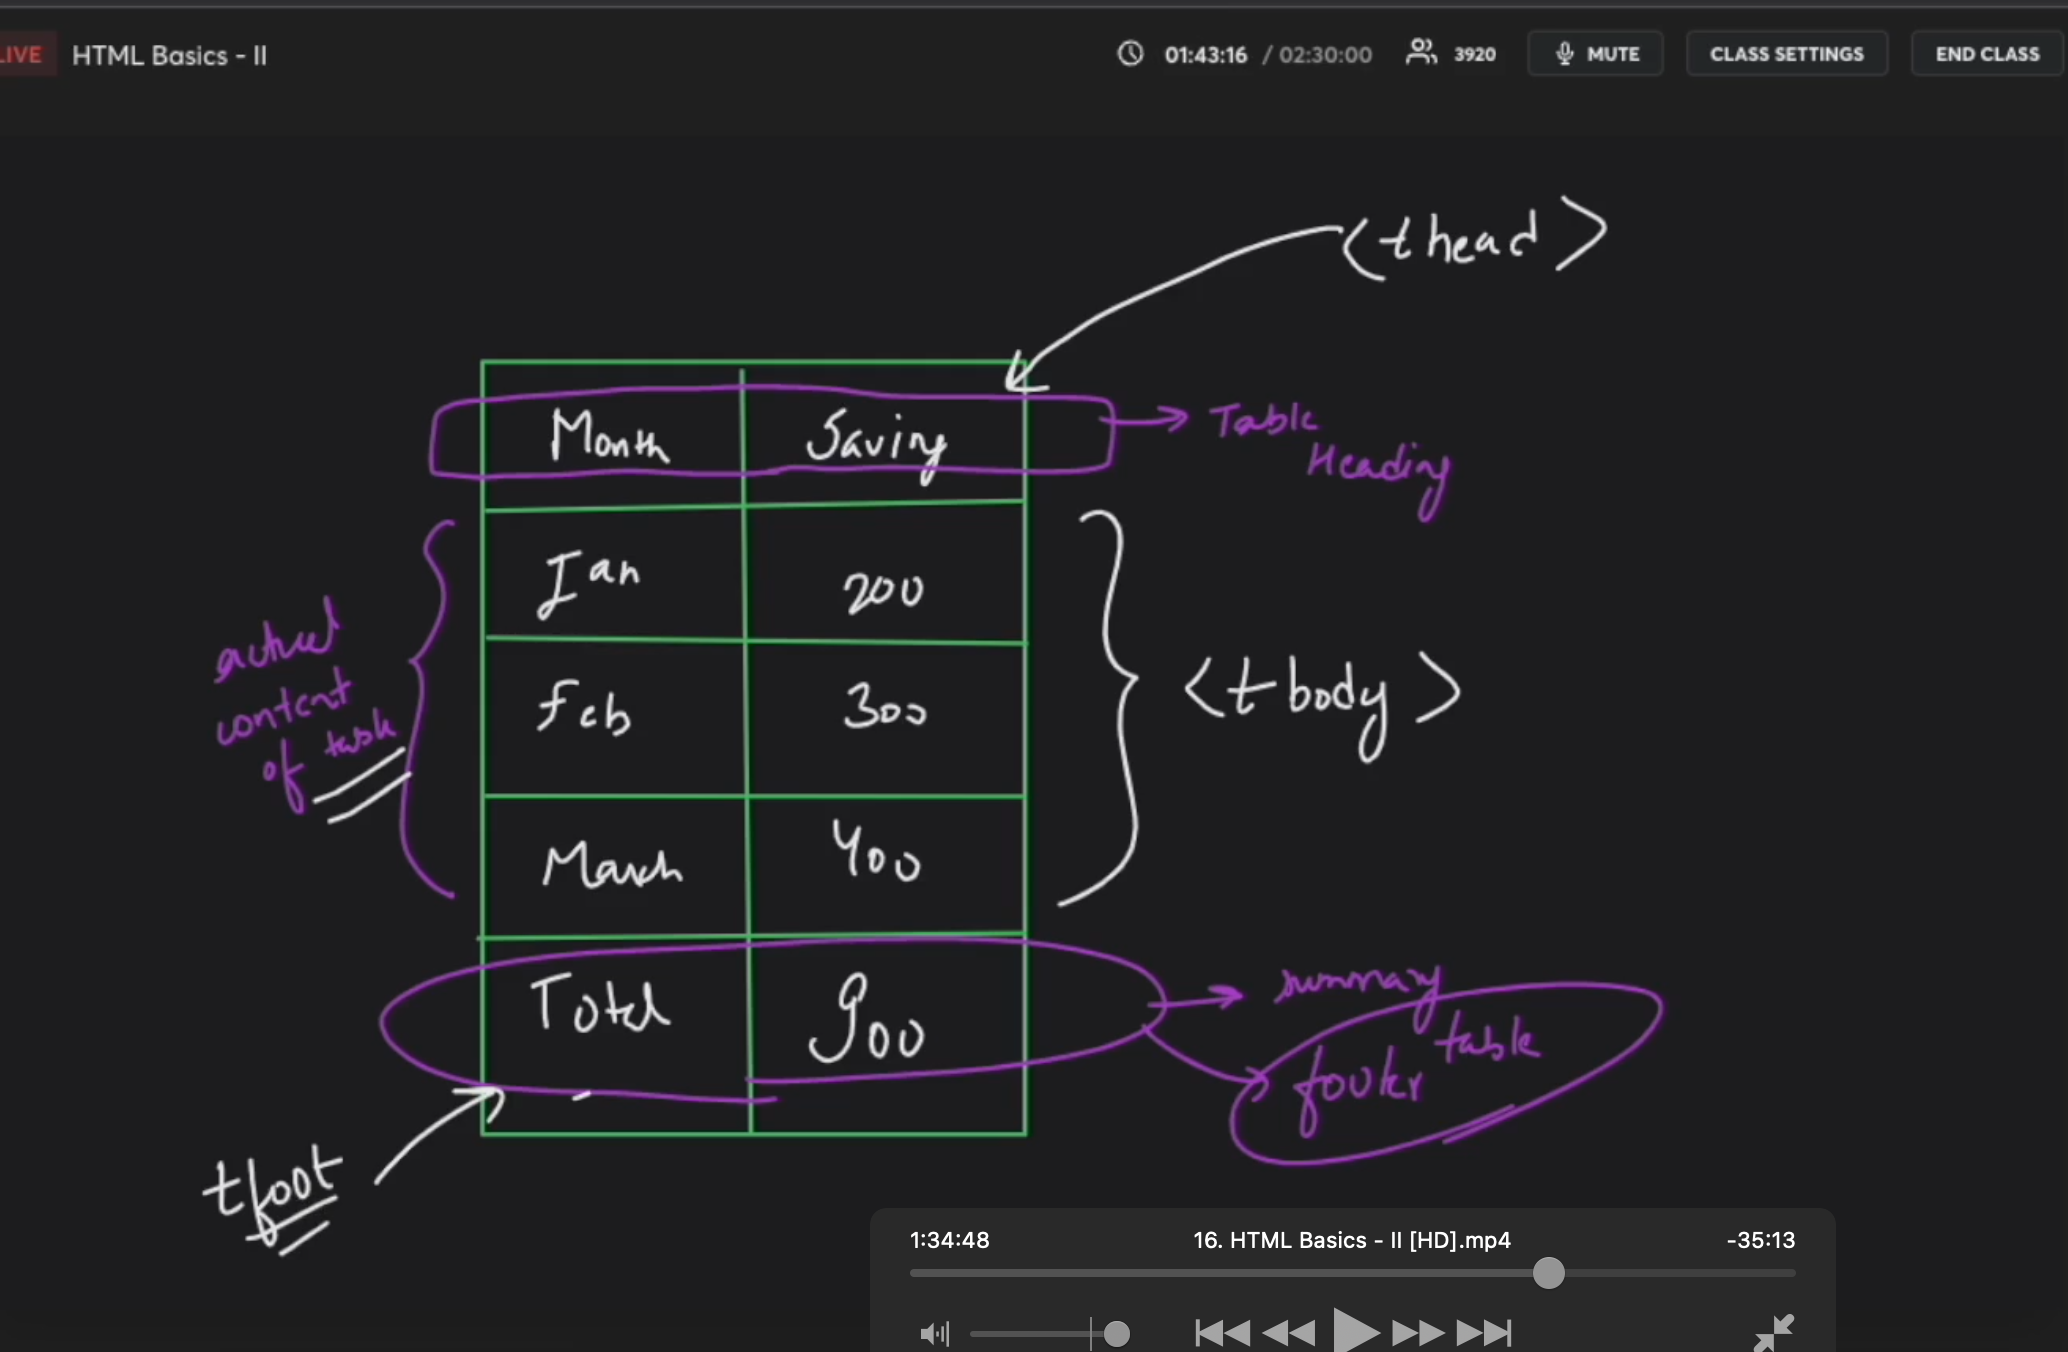 LIVE HTML Basics - II 01:43:16 / 02:30:00 3920 MUTE CLASS SETTINGS END CLASS
<thead>
Month Saving
Table
Heading
Jan 200
Feb 300
March 400
actual
content
of table
<tbody>
Total 900
summary
table
footer
tfoot
1:34:48 16. HTML Basics - II [HD].mp4 -35:13